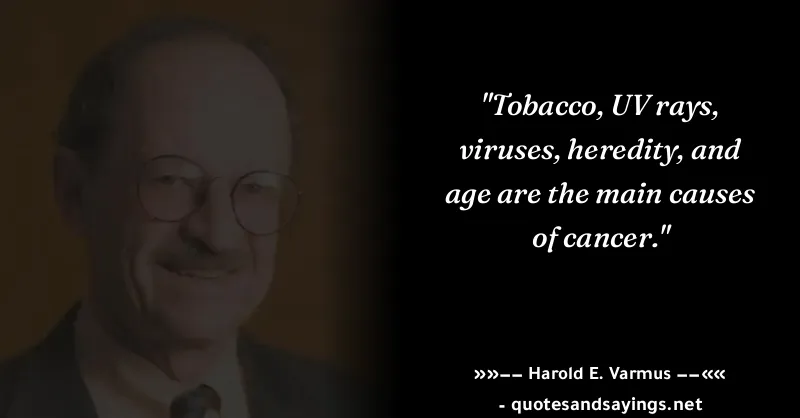 "Tobacco, UV rays,
viruses, heredity, and
age are the main causes
of cancer."
»»−− Harold E. Varmus −−««
- quotesandsayings.net